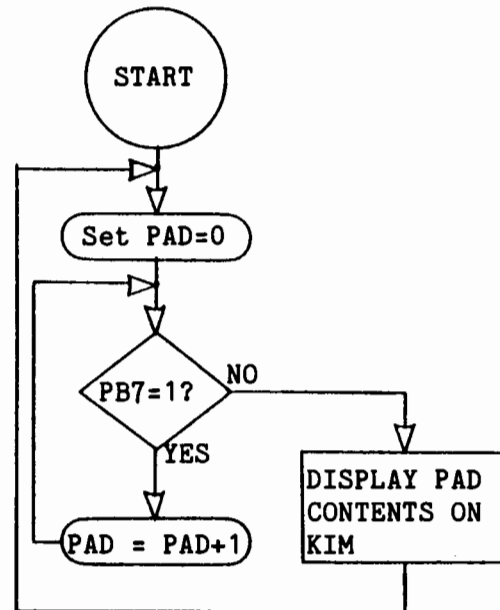 START
Set PAD=0
PB7=1?
NO
YES
DISPLAY PAD
CONTENTS ON
KIM
PAD = PAD+1